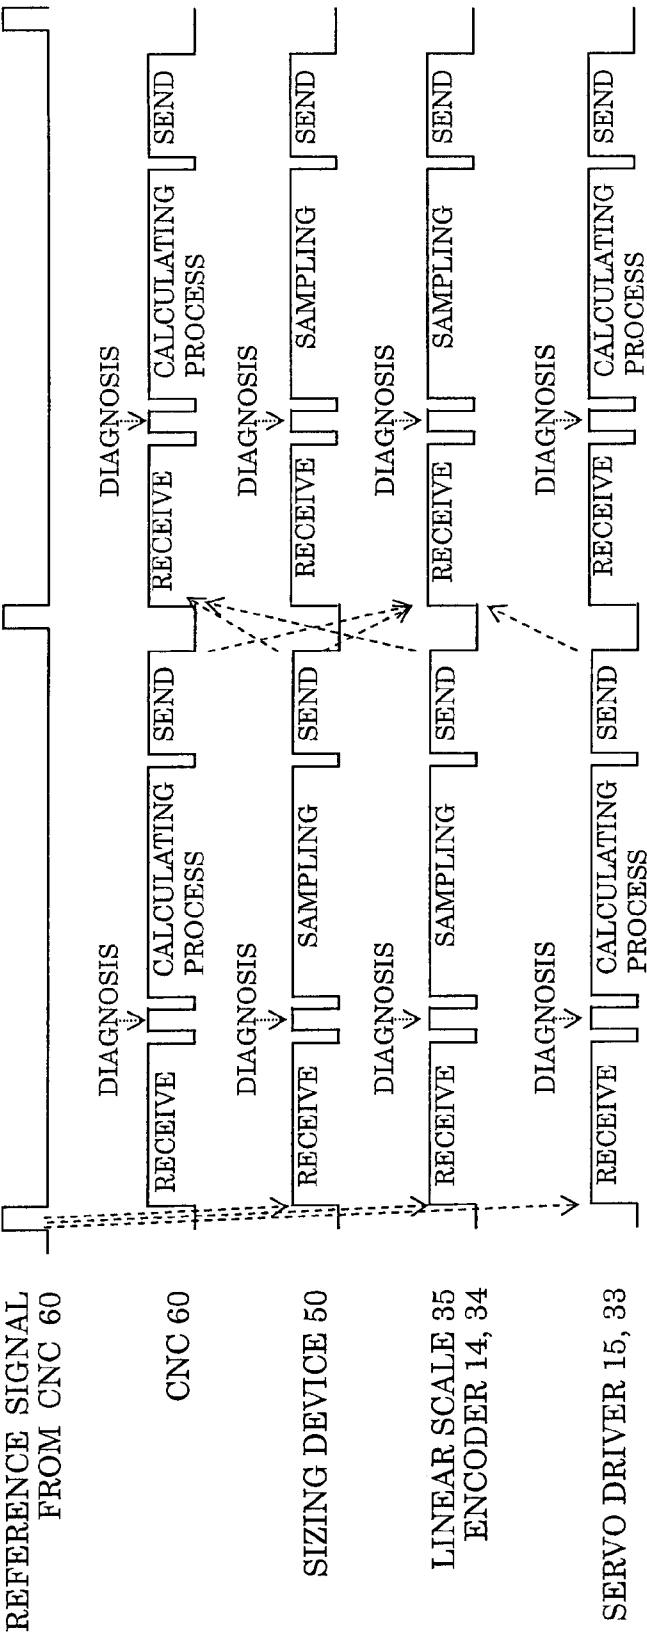 REFERENCE SIGNAL
FROM CNC 60
CNC 60
DIAGNOSIS
DIAGNOSIS
RECEIVE
CALCULATING
PROCESS
SEND
RECEIVE
CALCULATING
PROCESS
SEND
SIZING DEVICE 50
DIAGNOSIS
DIAGNOSIS
RECEIVE
SAMPLING
SEND
RECEIVE
SAMPLING
SEND
LINEAR SCALE 35
ENCODER 14, 34
DIAGNOSIS
DIAGNOSIS
RECEIVE
SAMPLING
SEND
RECEIVE
SAMPLING
SEND
SERVO DRIVER 15, 33
DIAGNOSIS
DIAGNOSIS
RECEIVE
CALCULATING
PROCESS
SEND
RECEIVE
CALCULATING
PROCESS
SEND